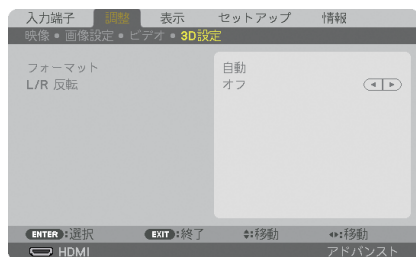 入力端子 調整 表示 セットアップ 情報
映像 • 画像設定 • ビデオ • 3D設定
フォーマット 自動
L/R 反転 オフ
ENTER :選択 EXIT :終了 :移動 :移動
HDMI アドバンスト